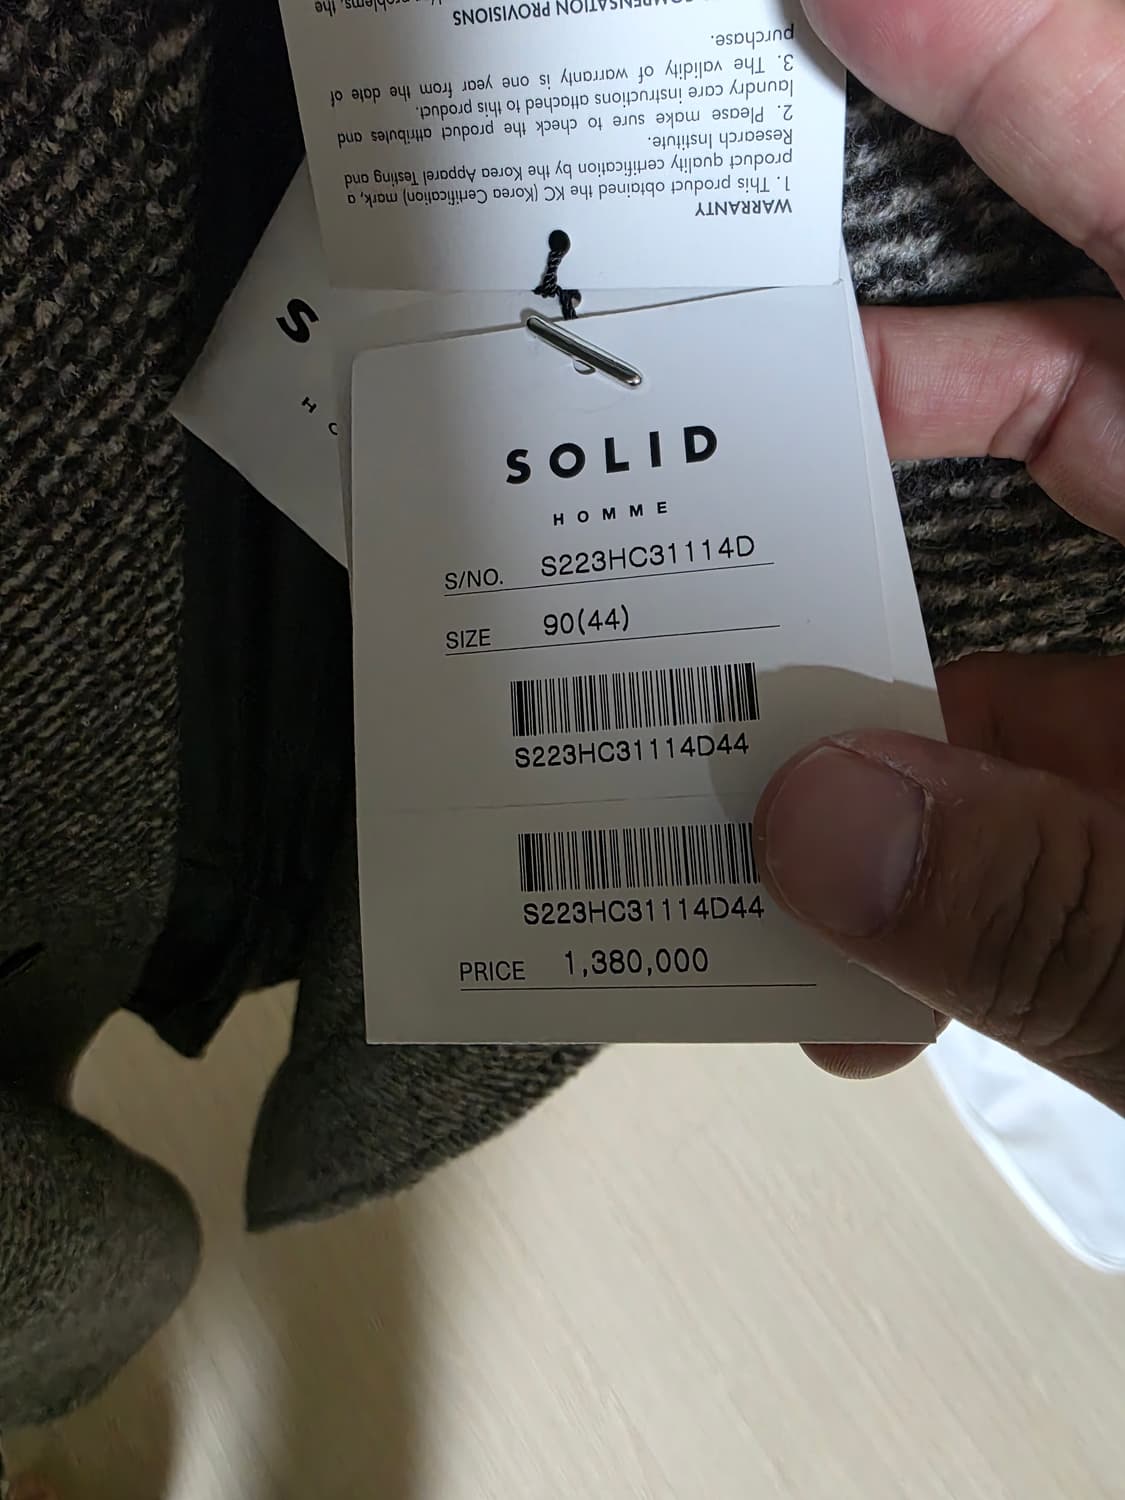 WARRANTY
1. This product obtained the KC (Korea Certification) mark, a
product quality certification by the Korea Apparel Testing and
Research Institute.
2. Please make sure to check the product attributes and
laundry care instructions attached to this product.
3. The validity of warranty is one year from the date of
purchase.
COMPENSATION PROVISIONS
problems, the
S
H
SOLID
HOMME
S/NO. S223HC31114D
SIZE 90(44)
S223HC31114D44
S223HC31114D44
PRICE 1,380,000